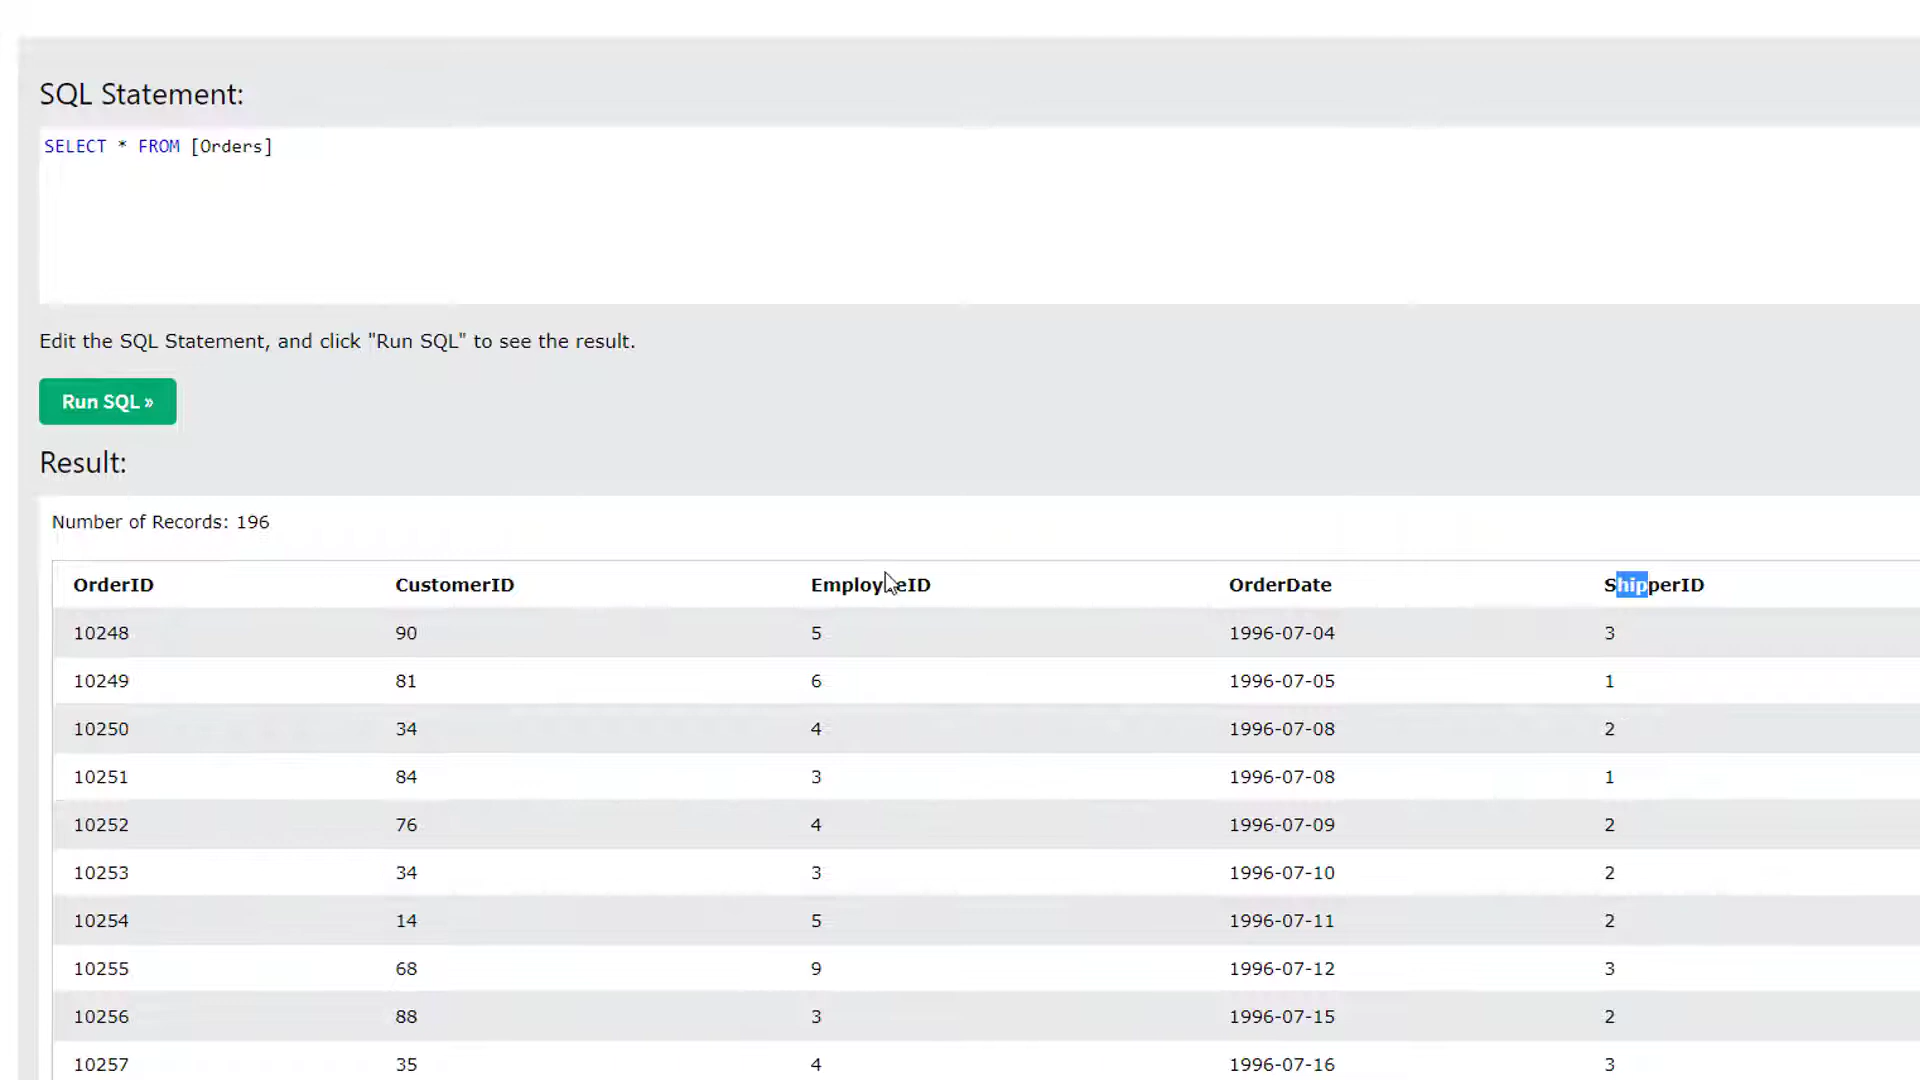 SQL Statement:
SELECT * FROM [Orders]
Edit the SQL Statement, and click "Run SQL" to see the result.
Run SQL »
Result:
Number of Records: 196
OrderID CustomerID EmployeeID OrderDate ShipperID
10248 90 5 1996-07-04 3
10249 81 6 1996-07-05 1
10250 34 4 1996-07-08 2
10251 84 3 1996-07-08 1
10252 76 4 1996-07-09 2
10253 34 3 1996-07-10 2
10254 14 5 1996-07-11 2
10255 68 9 1996-07-12 3
10256 88 3 1996-07-15 2
10257 35 4 1996-07-16 3